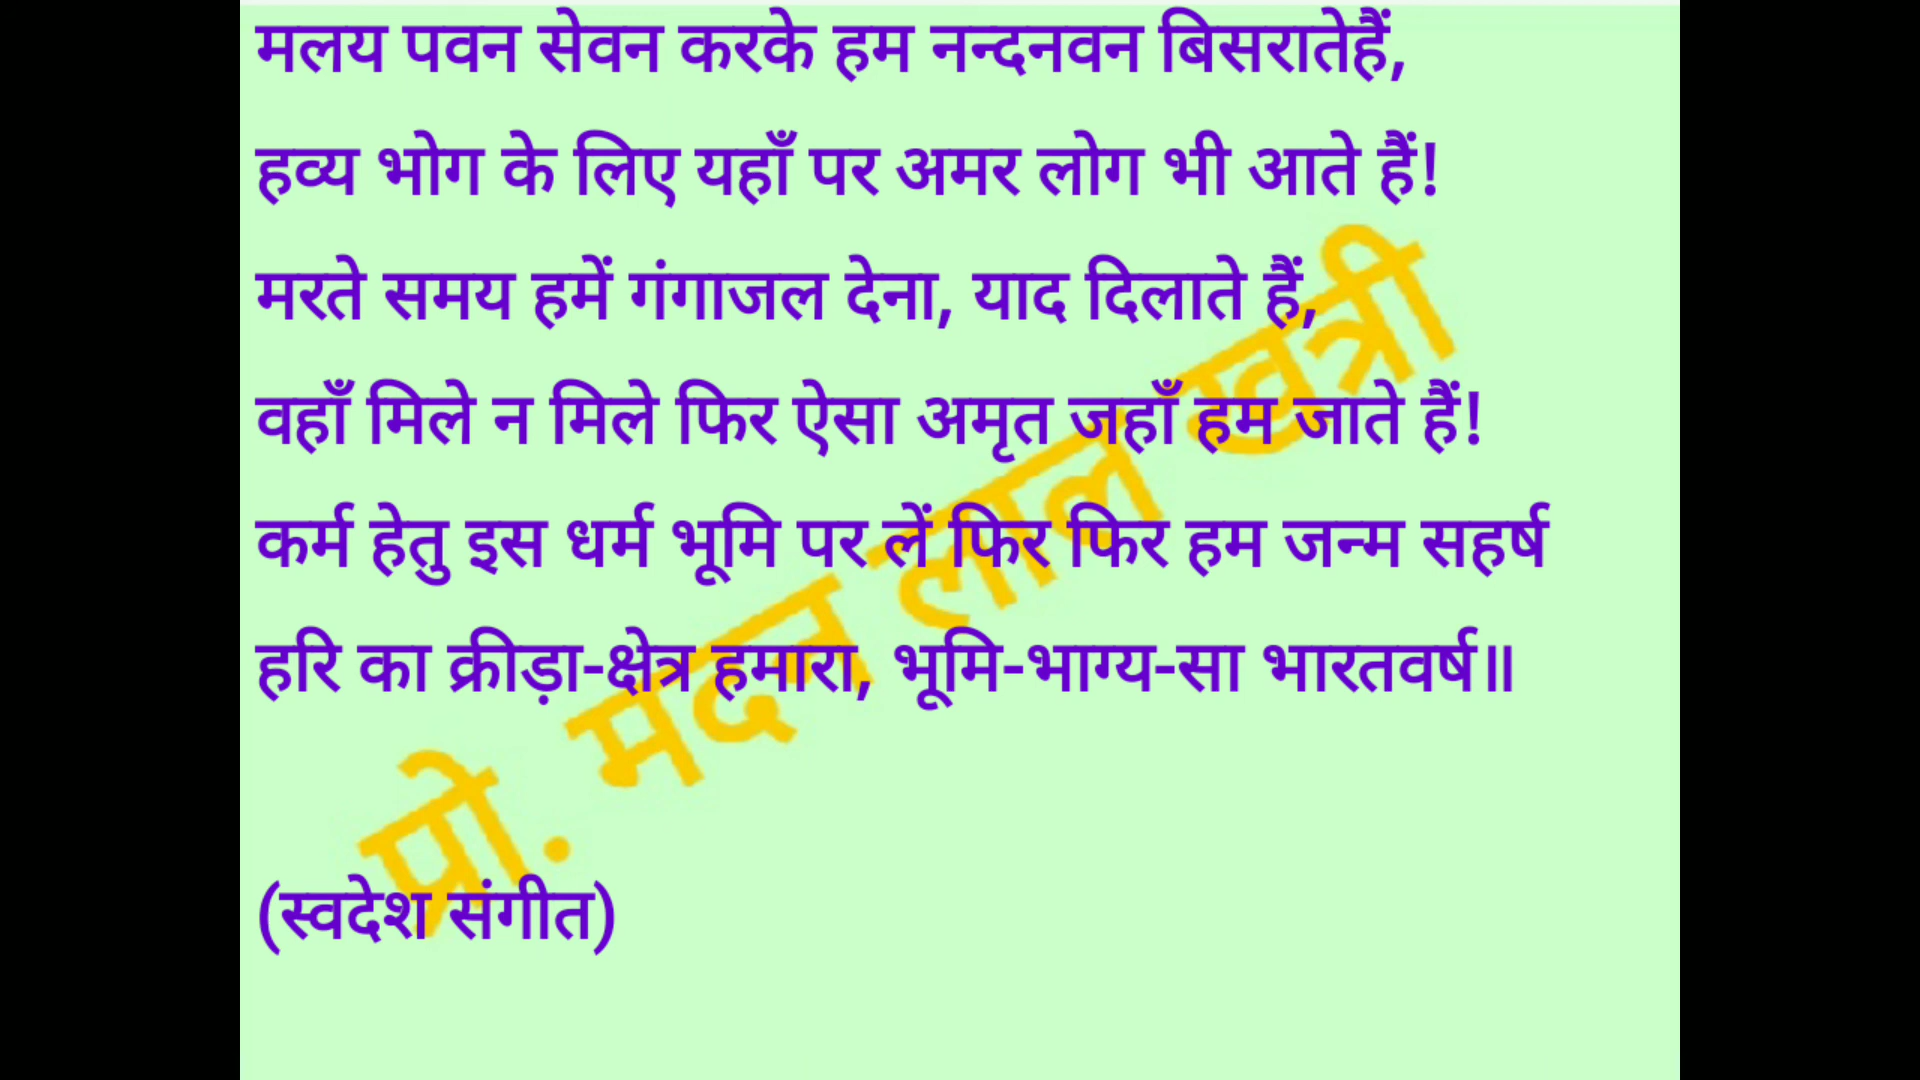 मलय पवन सेवन करके हम नन्दनवन बिसरातेहैं,
हव्य भोग के लिए यहाँ पर अमर लोग भी आते हैं!
मरते समय हमें गंगाजल देना, याद दिलाते हैं,
वहाँ मिले न मिले फिर ऐसा अमृत जहाँ हम जाते हैं!
कर्म हेतु इस धर्म भूमि पर लें फिर फिर हम जन्म सहर्ष
हरि का क्रीड़ा-क्षेत्र हमारा, भूमि-भाग्य-सा भारतवर्ष॥
(स्वदेश संगीत)
प्रो. मदन लाल खत्री